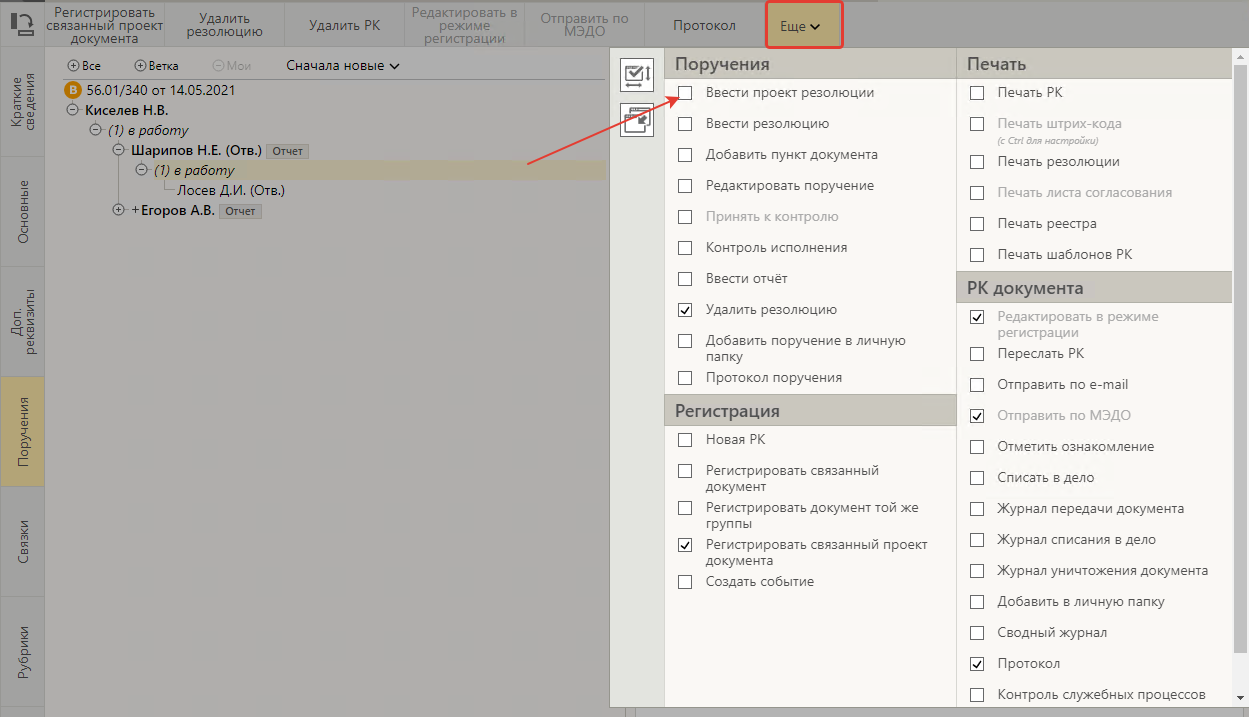 Регистрировать
связанный проект
документа
Удалить
резолюцию
Удалить РК
Редактировать в
режиме
регистрации
Отправить по
МЭДО
Протокол
Еще
Краткие
сведения
Основные
Доп.
реквизиты
Поручения
Связки
Рубрики
Все
Ветка
Мои
Сначала новые
В 56.01/340 от 14.05.2021
Киселев Н.В.
(1) в работу
Шарипов Н.Е. (Отв.) Отчет
(1) в работу
Лосев Д.И. (Отв.)
+Егоров А.В. Отчет
Поручения
Ввести проект резолюции
Ввести резолюцию
Добавить пункт документа
Редактировать поручение
Принять к контролю
Контроль исполнения
Ввести отчёт
Удалить резолюцию
Добавить поручение в личную
папку
Протокол поручения
Регистрация
Новая РК
Регистрировать связанный
документ
Регистрировать документ той же
группы
Регистрировать связанный проект
документа
Создать событие
Печать
Печать РК
Печать штрих-кода
(с Ctrl для настройки)
Печать резолюции
Печать листа согласования
Печать реестра
Печать шаблонов РК
РК документа
Редактировать в режиме
регистрации
Переслать РК
Отправить по e-mail
Отправить по МЭДО
Отметить ознакомление
Списать в дело
Журнал передачи документа
Журнал списания в дело
Журнал уничтожения документа
Добавить в личную папку
Сводный журнал
Протокол
Контроль служебных процессов